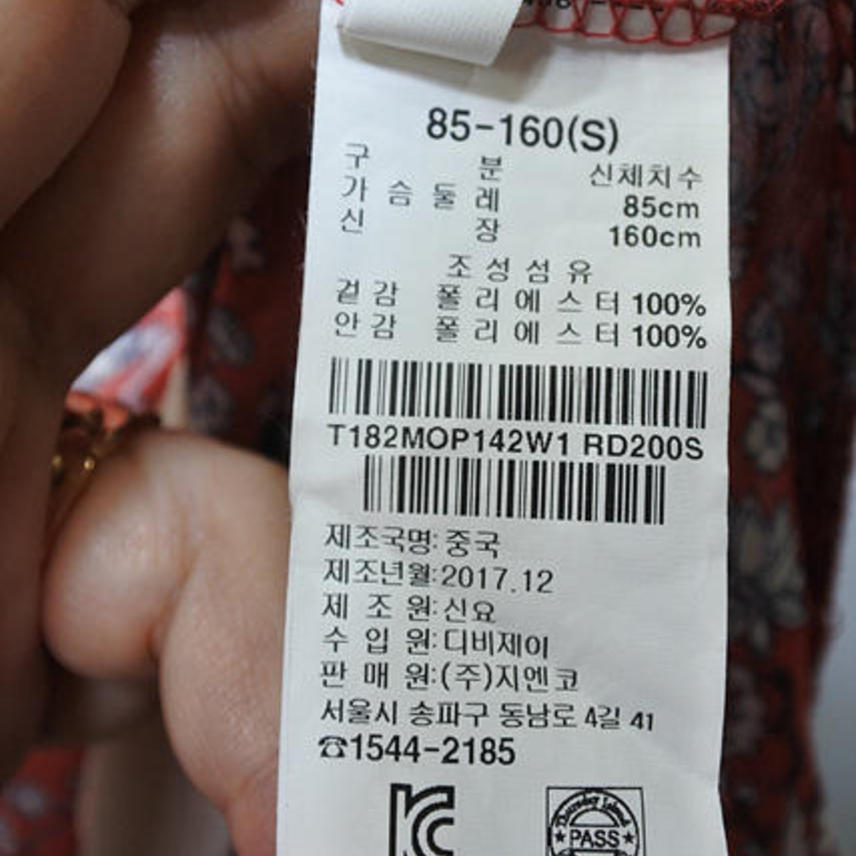 85-160(S)
구 분 신체치수
가 슴 둘 레 85cm
신 장 160cm
조 성 섬 유
겉 감 폴 리 에 스 터 100%
안 감 폴 리 에 스 터 100%
T182MOP142W1 RD200S
제조국명: 중국
제조년월:2017.12
제 조 원:신요
수 입 원:디비제이
판 매 원:(주)지엔코
서울시 송파구 동남로 4길 41
☎1544-2185
KC
Thursday Island
★ PASS ★